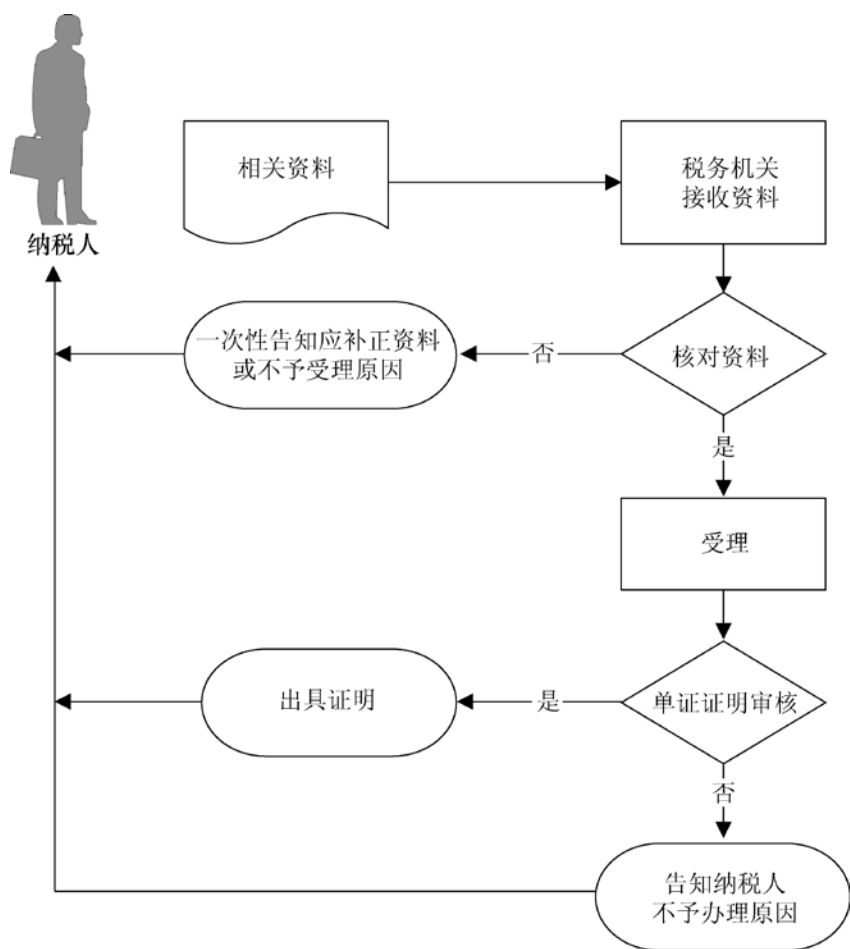 相关资料
税务机关
接收资料
纳税人
一次性告知应补正资料
或不予受理原因
否
核对资料
是
受理
出具证明
是
单证证明审核
否
告知纳税人
不予办理原因